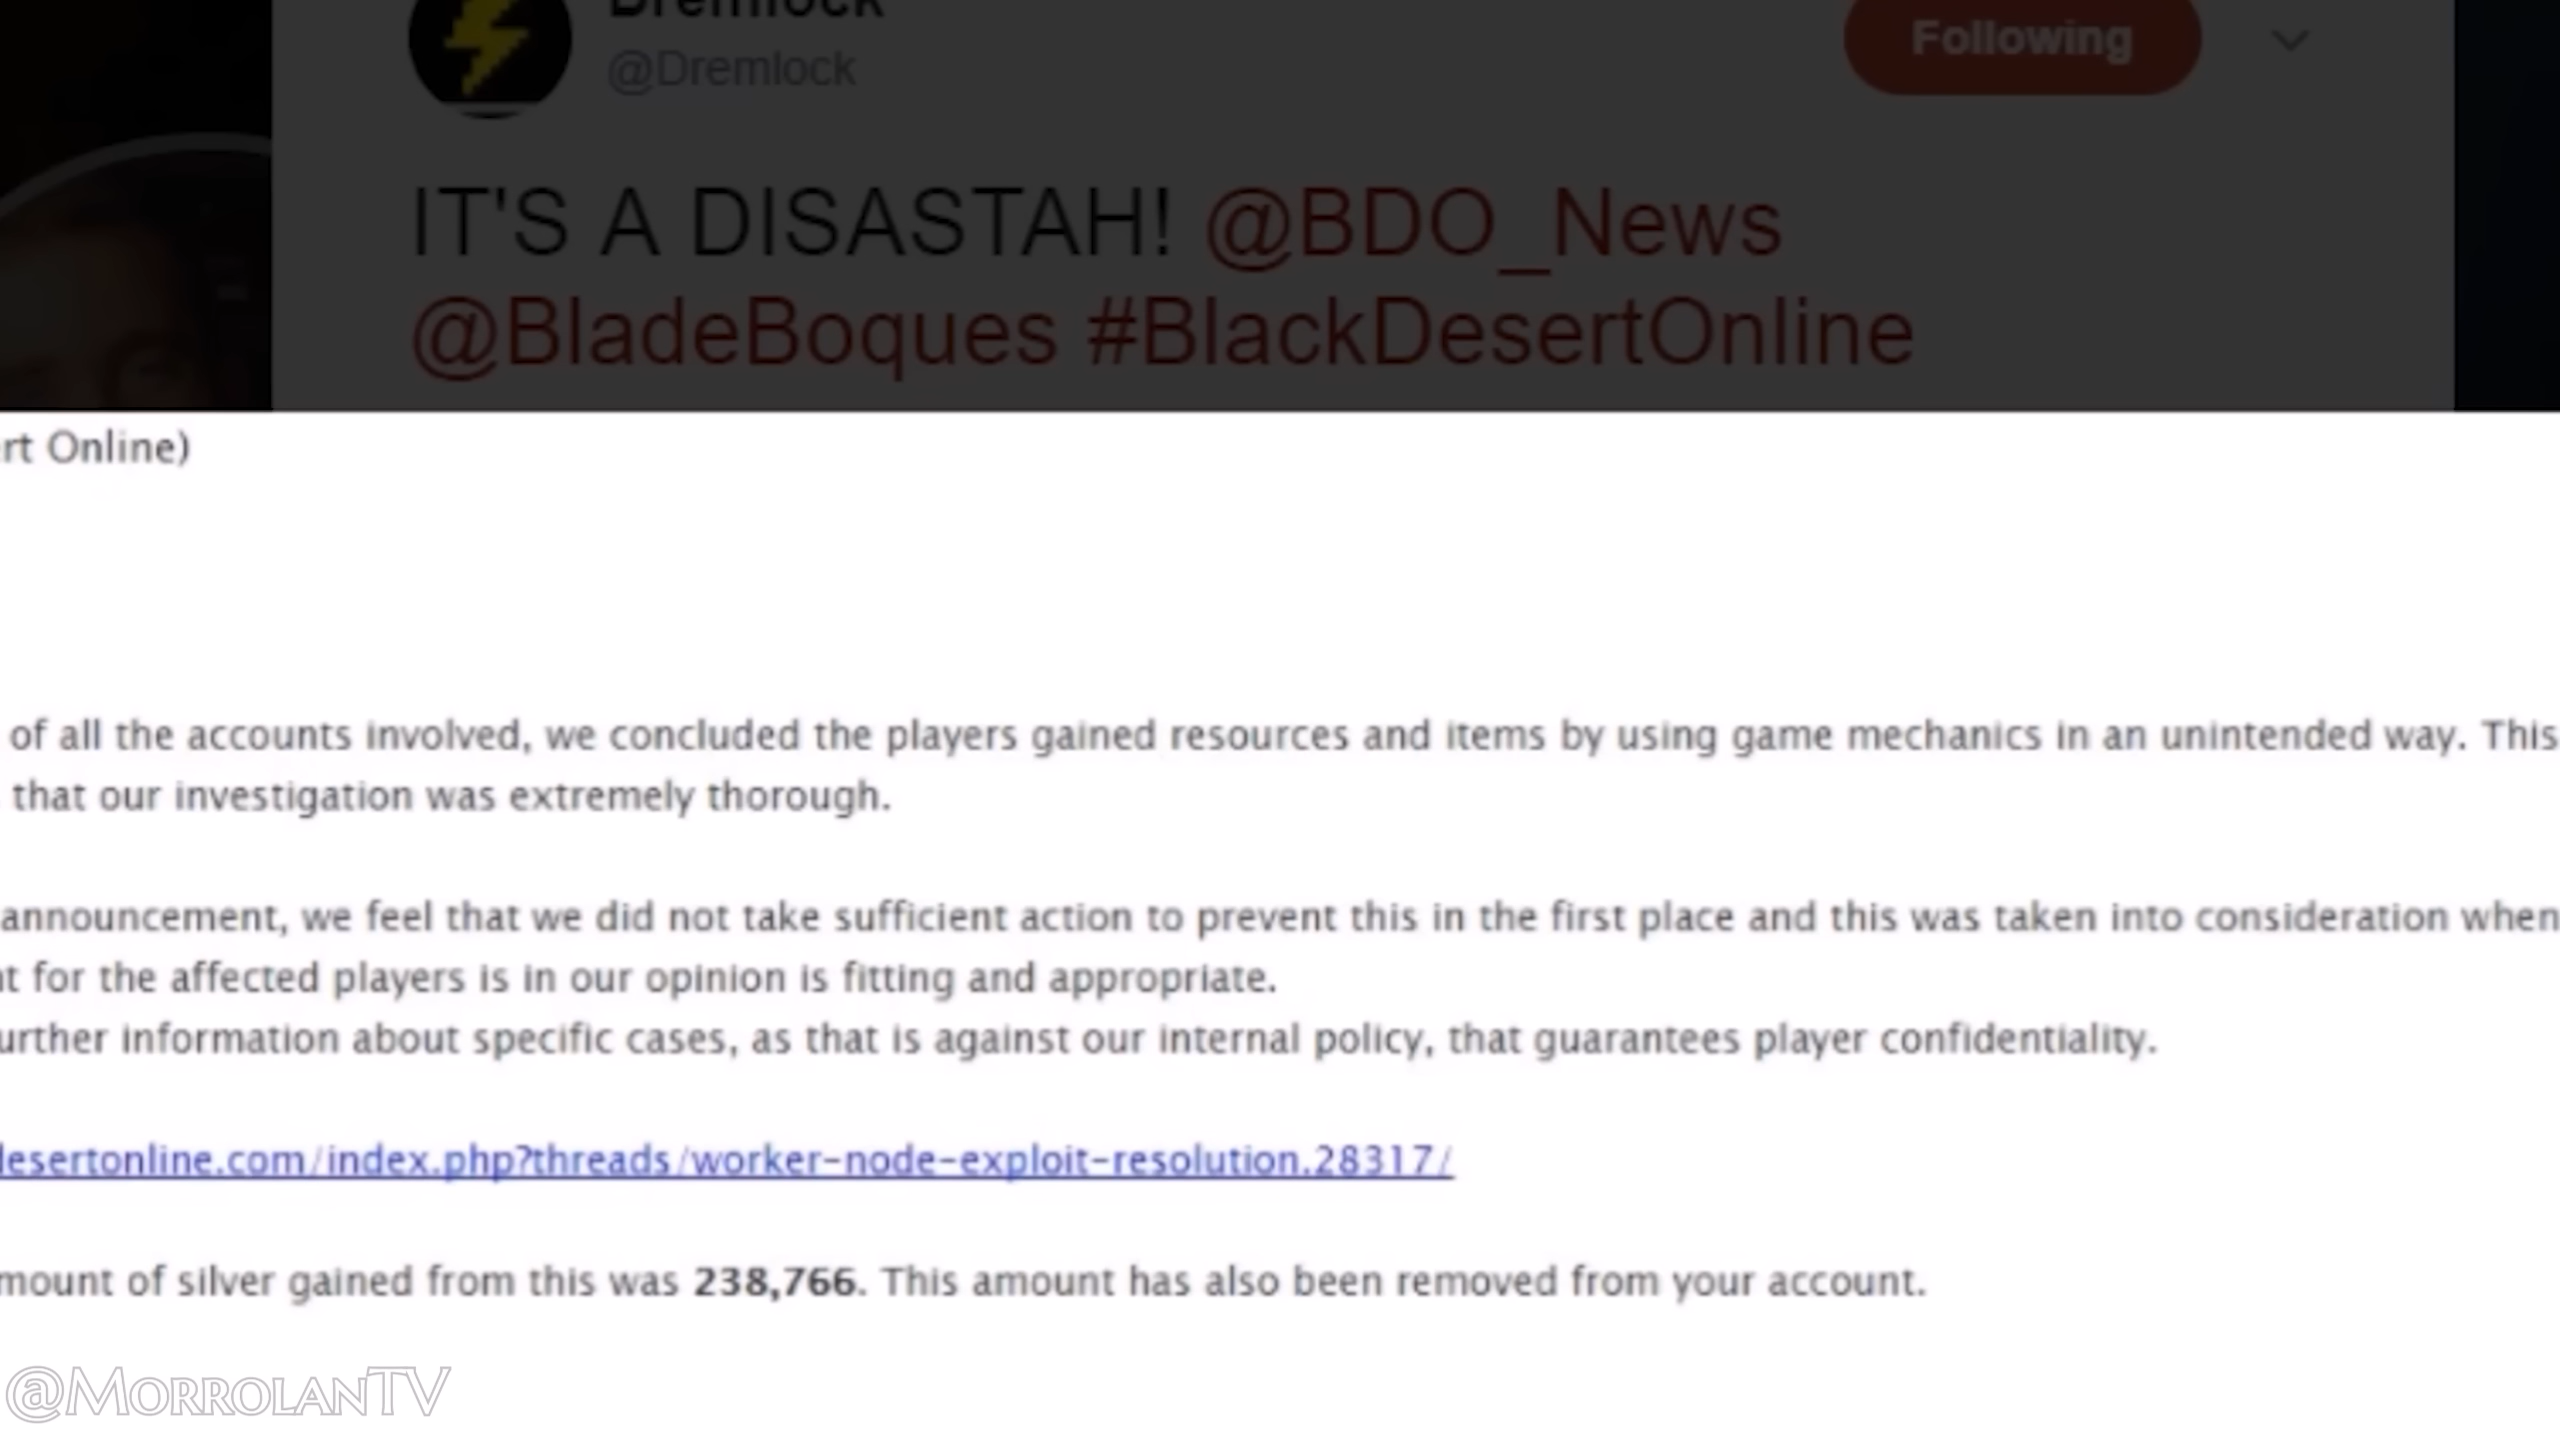 Dremlock
@Dremlock
Following
IT'S A DISASTAH! @BDO_News
@BladeBoques #BlackDesertOnline
rt Online)
of all the accounts involved, we concluded the players gained resources and items by using game mechanics in an unintended way. This
that our investigation was extremely thorough.
announcement, we feel that we did not take sufficient action to prevent this in the first place and this was taken into consideration when
t for the affected players is in our opinion is fitting and appropriate.
urther information about specific cases, as that is against our internal policy, that guarantees player confidentiality.
desertonline.com/index.php?threads/worker-node-exploit-resolution.28317/
mount of silver gained from this was 238,766. This amount has also been removed from your account.
@MORROLANTV